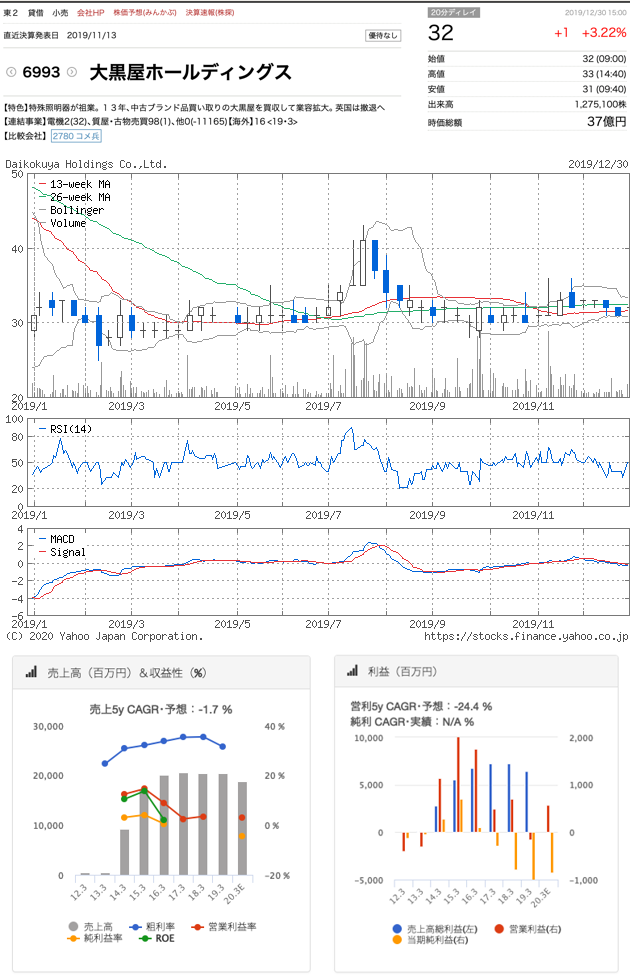 東２ 貸借 小売 会社HP 株価予想(みんかぶ) 決算速報(株探)
直近決算発表日 2019/11/13 優待なし
6993 大黒屋ホールディングス
【特色】特殊照明器が祖業。１３年、中古ブランド品買い取りの大黒屋を買収して業容拡大。英国は撤退へ
【連結事業】電機2(32)、質屋・古物売買98(1)、他0(-11165)【海外】16 <19・3>
【比較会社】 2780 コメ兵
20分ディレイ 2019/12/30 15:00
32 +1 +3.22%
始値 32 (09:00)
高値 33 (14:40)
安値 31 (09:40)
出来高 1,275,100株
時価総額 37億円
Daikokuya Holdings Co.,Ltd. 2019/12/30
50
13-week MA
26-week MA
Bollinger
Volume
40
30
20
2019/1 2019/3 2019/5 2019/7 2019/9 2019/11
100
RSI(14)
80
50
20
0
2019/1 2019/3 2019/5 2019/7 2019/9 2019/11
4
MACD
2
Signal
0
-2
-4
-6
2019/1 2019/3 2019/5 2019/7 2019/9 2019/11
(C) 2020 Yahoo Japan Corporation. https://stocks.finance.yahoo.co.jp
売上高（百万円）＆収益性（%）
売上5y CAGR・予想：-1.7 %
30,000 40 %
20,000 20 %
10,000 0 %
0 -20 %
12.3 13.3 14.3 15.3 16.3 17.3 18.3 19.3 20.3E
売上高 粗利率 営業利益率
純利益率 ROE
利益（百万円）
営利5y CAGR・予想：-24.4 %
純利 CAGR・実績：N/A %
10,000 2,000
5,000 1,000
0 0
-5,000 -1,000
12.3 13.3 14.3 15.3 16.3 17.3 18.3 19.3 20.3E
売上高総利益(左) 営業利益(右)
当期純利益(右)